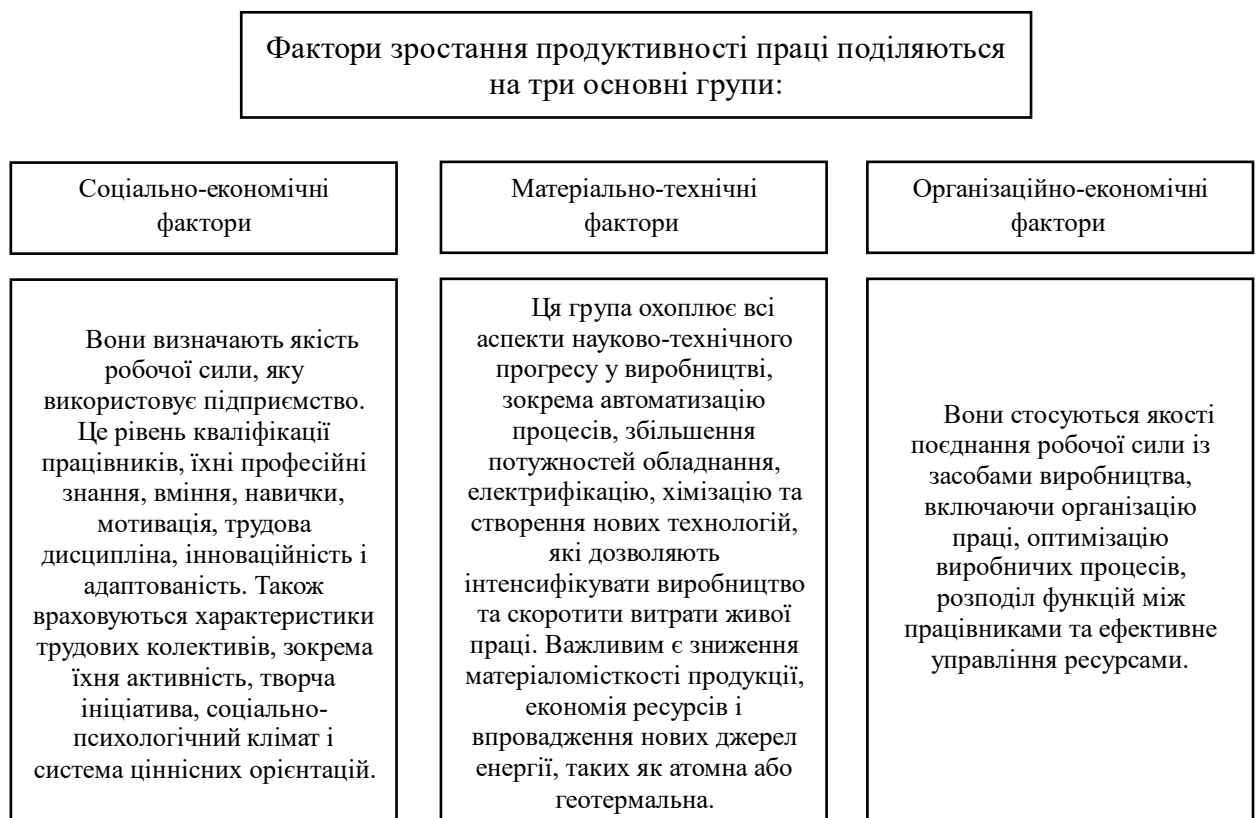 Фактори зростання продуктивності праці поділяються
на три основні групи:
Соціально-економічні
фактори
Вони визначають якість
робочої сили, яку
використовує підприємство.
Це рівень кваліфікації
працівників, їхні професійні
знання, вміння, навички,
мотивація, трудова
дисципліна, інноваційність і
адаптованість. Також
враховуються характеристики
трудових колективів, зокрема
їхня активність, творча
ініціатива, соціально-
психологічний клімат і
система ціннісних орієнтацій.
Матеріально-технічні
фактори
Ця група охоплює всі
аспекти науково-технічного
прогресу у виробництві,
зокрема автоматизацію
процесів, збільшення
потужностей обладнання,
електрифікацію, хімізацію та
створення нових технологій,
які дозволяють
інтенсифікувати виробництво
та скоротити витрати живої
праці. Важливим є зниження
матеріаломісткості продукції,
економія ресурсів і
впровадження нових джерел
енергії, таких як атомна або
геотермальна.
Організаційно-економічні
фактори
Вони стосуються якості
поєднання робочої сили із
засобами виробництва,
включаючи організацію
праці, оптимізацію
виробничих процесів,
розподіл функцій між
працівниками та ефективне
управління ресурсами.